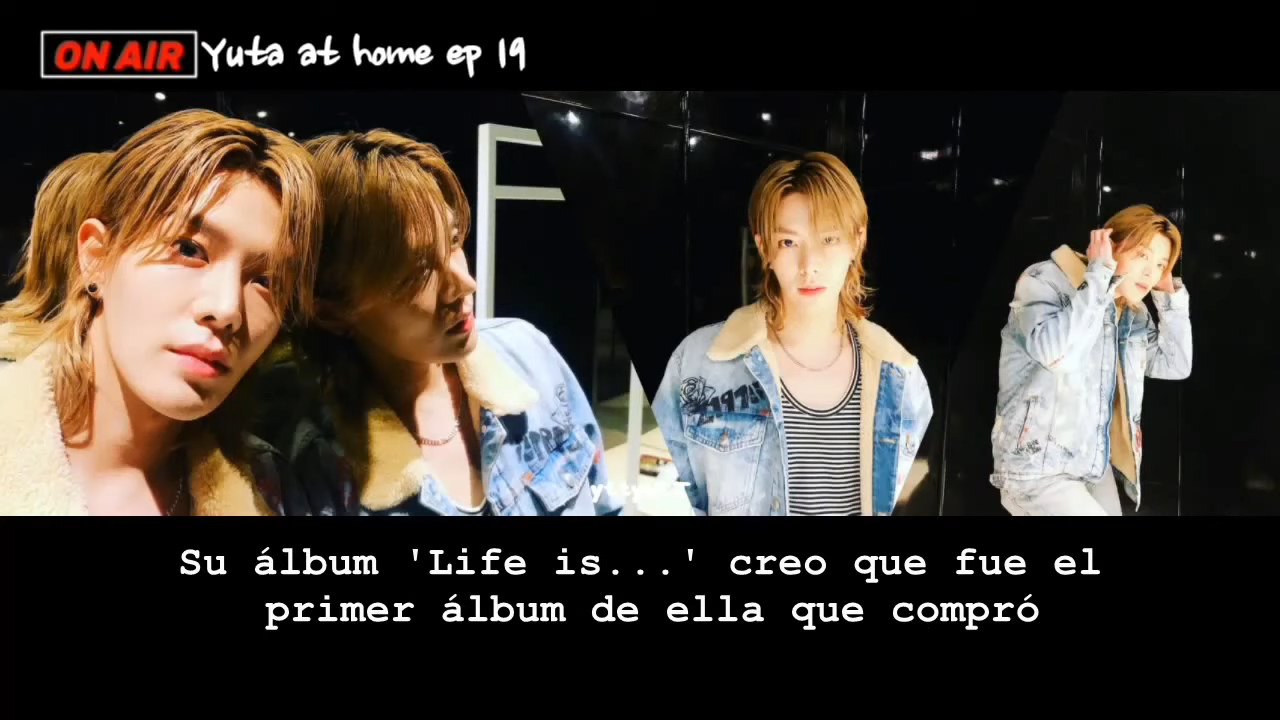 ON AIR Yuta at home ep 19
Su álbum 'Life is...' creo que fue el
primer álbum de ella que compró